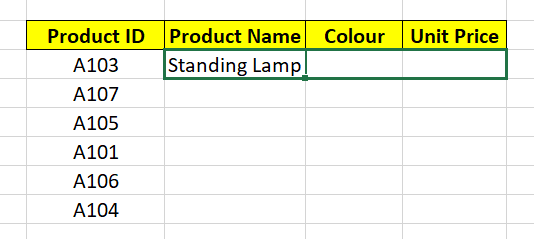 Product ID Product Name Colour Unit Price
A103 Standing Lamp
A107
A105
A101
A106
A104